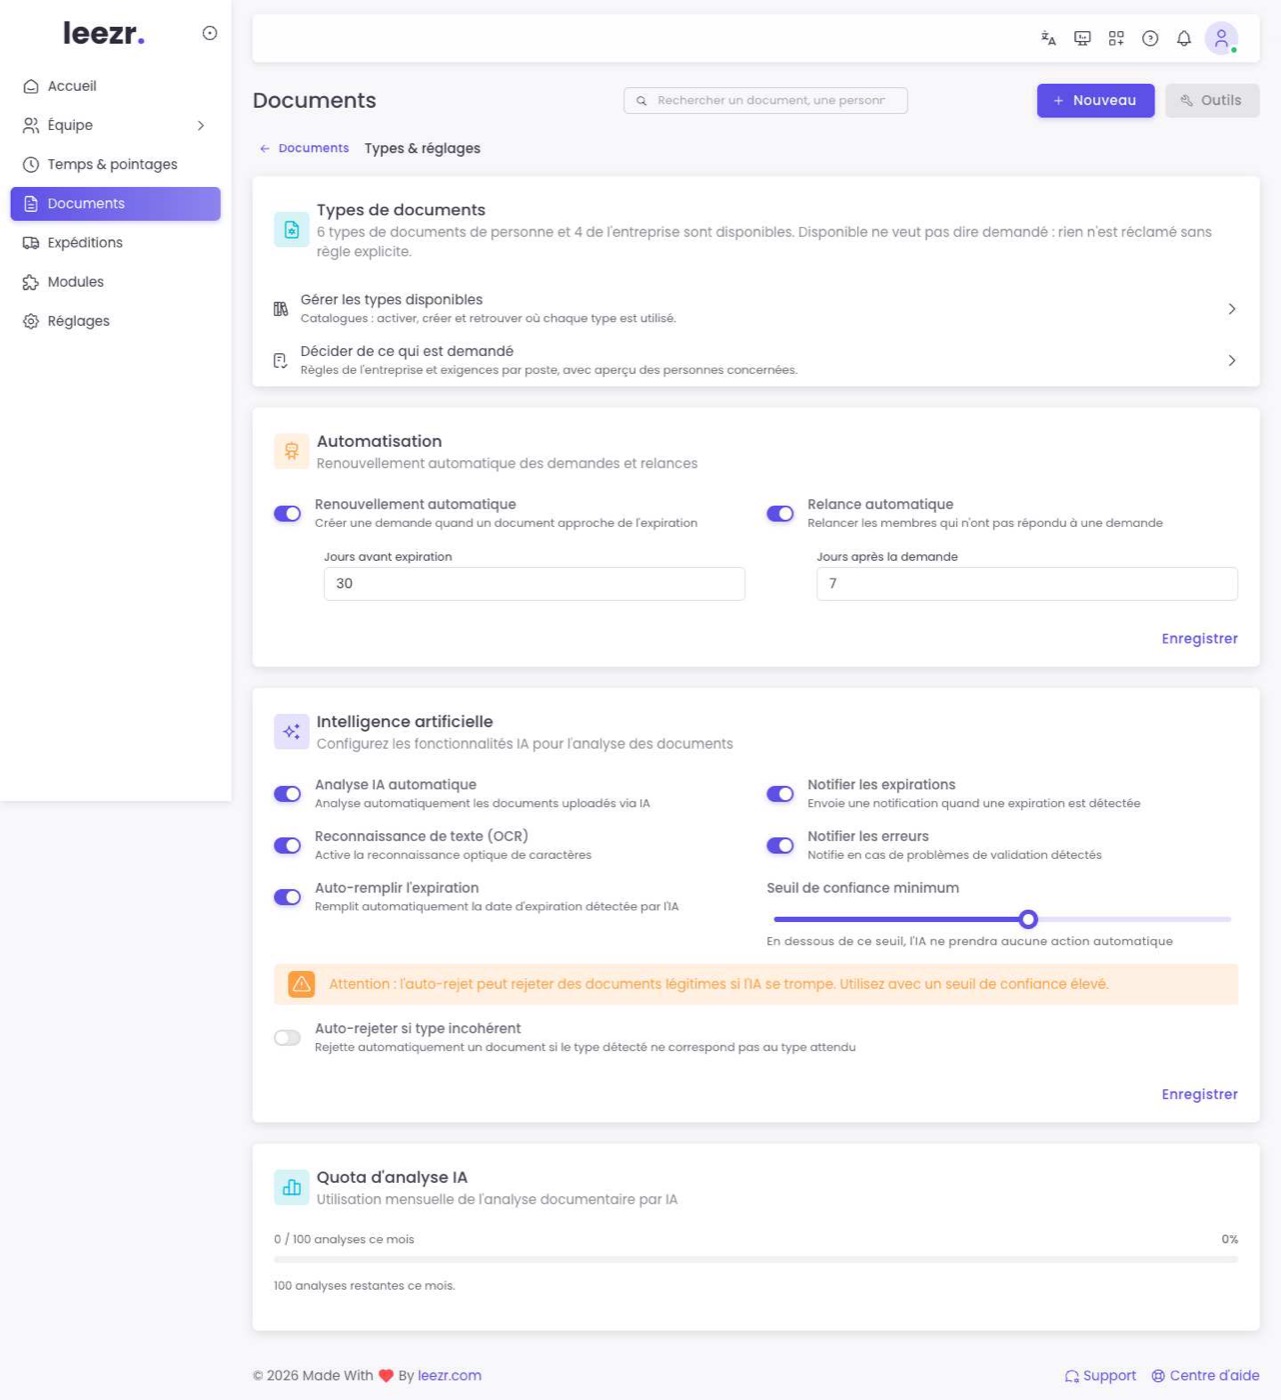 leezr.
Accueil
Équipe
Temps & pointages
Documents
Expéditions
Modules
Réglages
Documents
Rechercher un document, une personr
+ Nouveau
Outils
← Documents
Types & réglages
Types de documents
6 types de documents de personne et 4 de l'entreprise sont disponibles. Disponible ne veut pas dire demandé : rien n'est réclamé sans
règle explicite.
Gérer les types disponibles
Catalogues : activer, créer et retrouver où chaque type est utilisé.
Décider de ce qui est demandé
Règles de l'entreprise et exigences par poste, avec aperçu des personnes concernées.
Automatisation
Renouvellement automatique des demandes et relances
Renouvellement automatique
Créer une demande quand un document approche de l'expiration
Jours avant expiration
30
Relance automatique
Relancer les membres qui n'ont pas répondu à une demande
Jours après la demande
7
Enregistrer
Intelligence artificielle
Configurez les fonctionnalités IA pour l'analyse des documents
Analyse IA automatique
Analyse automatiquement les documents uploadés via IA
Notifier les expirations
Envoie une notification quand une expiration est détectée
Reconnaissance de texte (OCR)
Active la reconnaissance optique de caractères
Notifier les erreurs
Notifie en cas de problèmes de validation détectés
Auto-remplir l'expiration
Remplit automatiquement la date d'expiration détectée par l'IA
Seuil de confiance minimum
En dessous de ce seuil, l'IA ne prendra aucune action automatique
Attention : l'auto-rejet peut rejeter des documents légitimes si l'IA se trompe. Utilisez avec un seuil de confiance élevé.
Auto-rejeter si type incohérent
Rejette automatiquement un document si le type détecté ne correspond pas au type attendu
Enregistrer
Quota d'analyse IA
Utilisation mensuelle de l'analyse documentaire par IA
0 / 100 analyses ce mois
0%
100 analyses restantes ce mois.
© 2026 Made With ❤ By leezr.com
Support
Centre d'aide